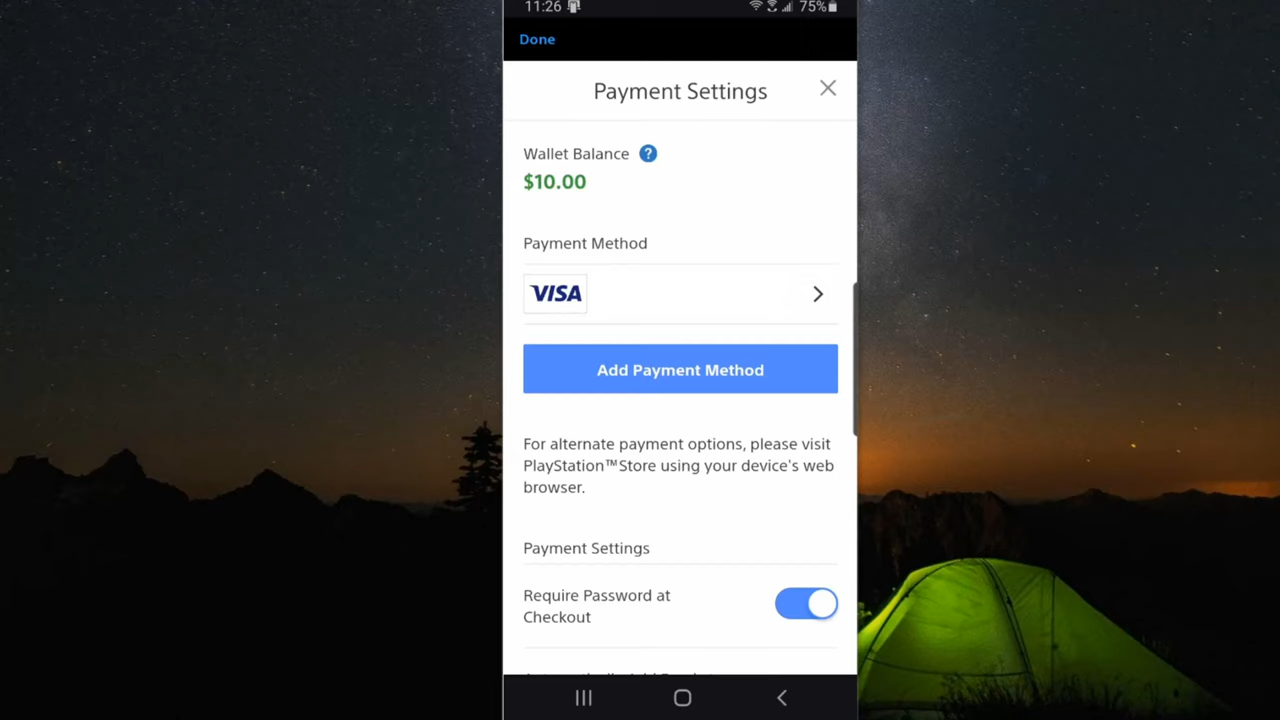 11:26
75%
Done
Payment Settings
Wallet Balance ?
$10.00
Payment Method
VISA
Add Payment Method
For alternate payment options, please visit
PlayStation™Store using your device's web
browser.
Payment Settings
Require Password at
Checkout